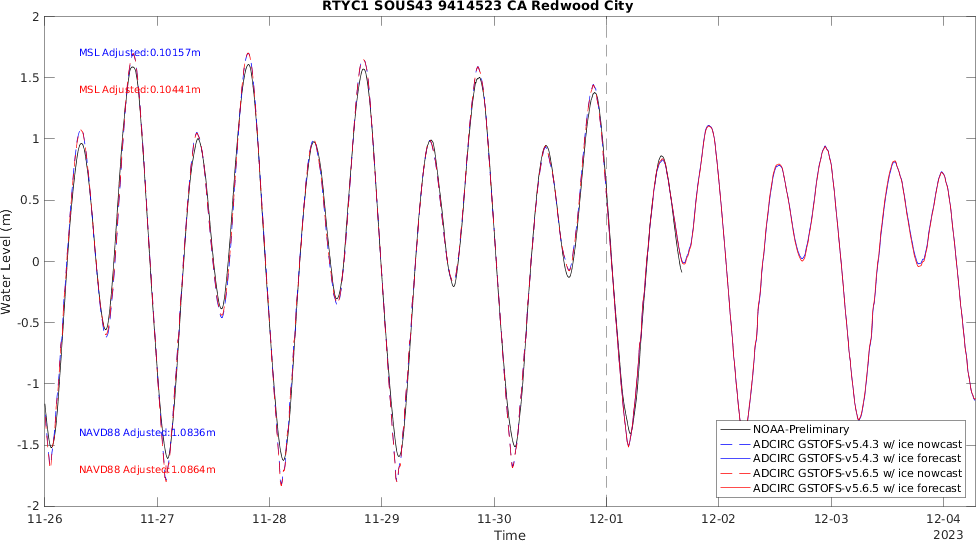 RTYC1 SOUS43 9414523 CA Redwood City
2
1.5
1
0.5
0
-0.5
-1
-1.5
-2
Water Level (m)
MSL Adjusted:0.10157m
MSL Adjusted:0.10441m
NAVD88 Adjusted:1.0836m
NAVD88 Adjusted:1.0864m
NOAA-Preliminary
ADCIRC GSTOFS-v5.4.3 w/ ice nowcast
ADCIRC GSTOFS-v5.4.3 w/ ice forecast
ADCIRC GSTOFS-v5.6.5 w/ ice nowcast
ADCIRC GSTOFS-v5.6.5 w/ ice forecast
11-26 11-27 11-28 11-29 11-30 12-01 12-02 12-03 12-04
Time
2023